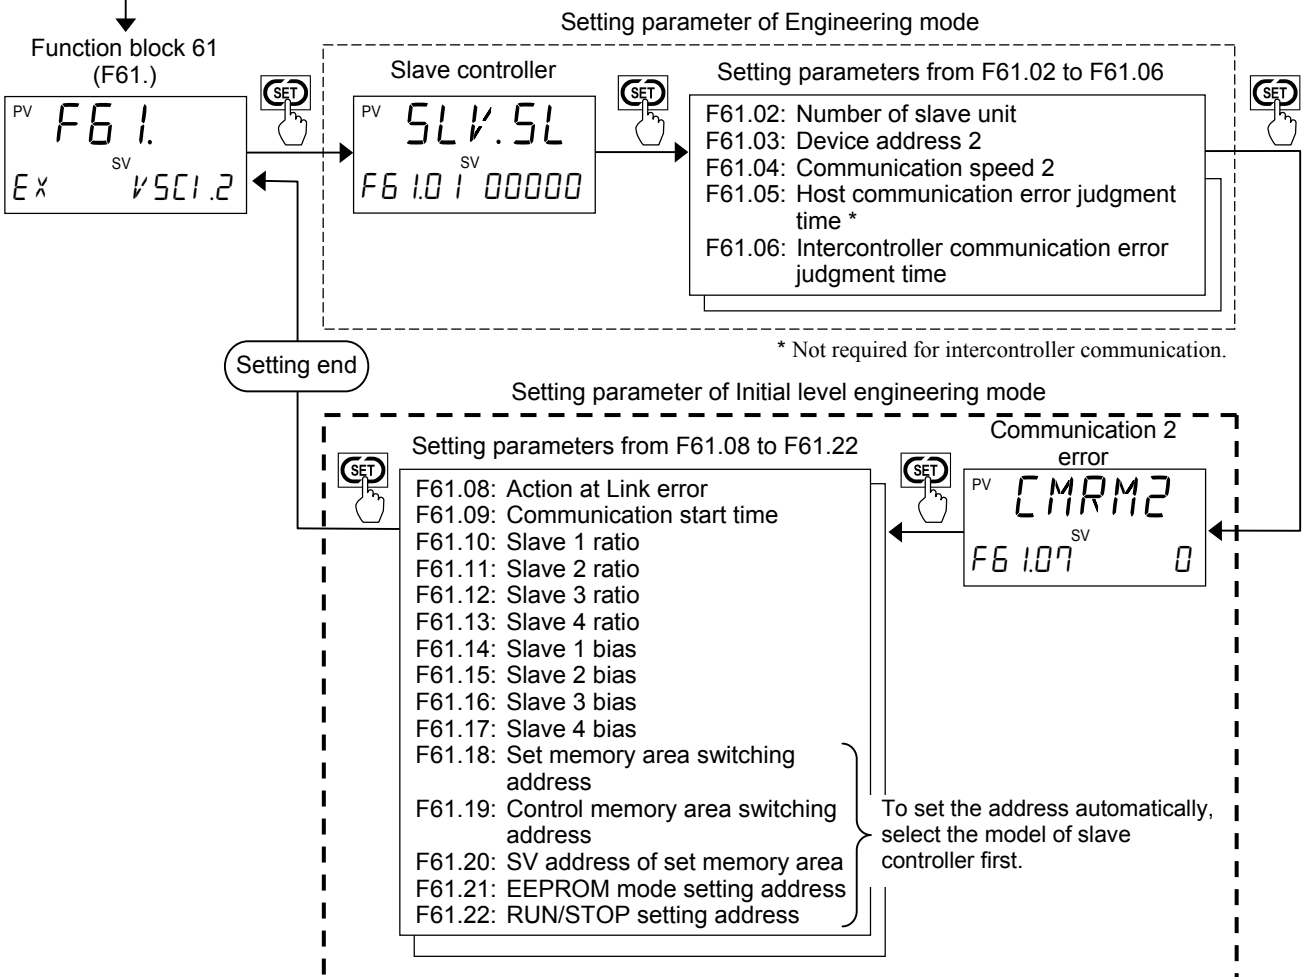 Setting parameter of Engineering mode
Function block 61
(F61.)
SET
PV
F61.
SV
EX VSC1.2
Slave controller
PV
SLV.SL
SV
F61.01 00000
SET
Setting parameters from F61.02 to F61.06
F61.02: Number of slave unit
F61.03: Device address 2
F61.04: Communication speed 2
F61.05: Host communication error judgment
time *
F61.06: Intercontroller communication error
judgment time
SET
* Not required for intercontroller communication.
Setting end
Setting parameter of Initial level engineering mode
Communication 2
error
PV
CMRM2
SV
F61.07 0
SET
Setting parameters from F61.08 to F61.22
SET
F61.08: Action at Link error
F61.09: Communication start time
F61.10: Slave 1 ratio
F61.11: Slave 2 ratio
F61.12: Slave 3 ratio
F61.13: Slave 4 ratio
F61.14: Slave 1 bias
F61.15: Slave 2 bias
F61.16: Slave 3 bias
F61.17: Slave 4 bias
F61.18: Set memory area switching
address
F61.19: Control memory area switching
address
F61.20: SV address of set memory area
F61.21: EEPROM mode setting address
F61.22: RUN/STOP setting address
To set the address automatically,
select the model of slave
controller first.